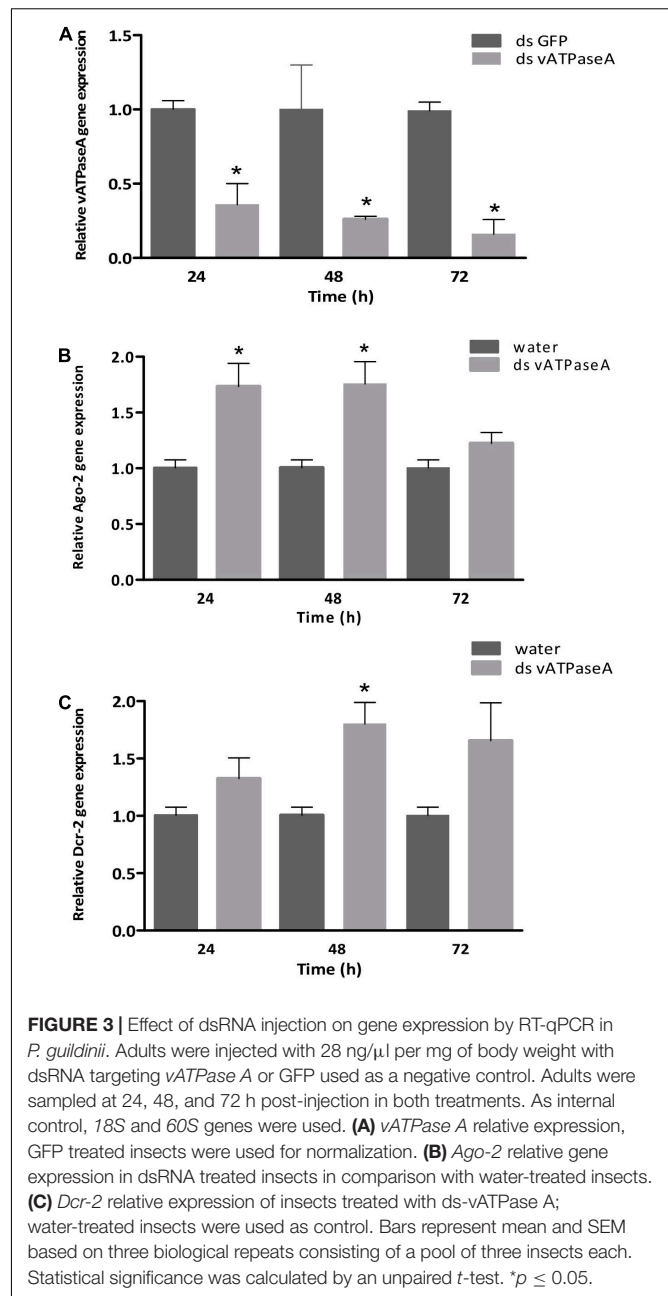 A
Relative vATPaseA gene expression
1.5
1.0
0.5
0.0
ds GFP
ds vATPaseA
* * *
24 48 72
Time (h)
B
Relative Ago-2 gene expression
2.0
1.5
1.0
0.5
0.0
water
ds vATPaseA
* *
24 48 72
Time (h)
C
Rrelative Dcr-2 gene expression
2.0
1.5
1.0
0.5
0.0
water
ds vATPaseA
*
24 48 72
Time (h)
FIGURE 3 | Effect of dsRNA injection on gene expression by RT-qPCR in
P. guildinii. Adults were injected with 28 ng/µl per mg of body weight with
dsRNA targeting vATPase A or GFP used as a negative control. Adults were
sampled at 24, 48, and 72 h post-injection in both treatments. As internal
control, 18S and 60S genes were used. (A) vATPase A relative expression,
GFP treated insects were used for normalization. (B) Ago-2 relative gene
expression in dsRNA treated insects in comparison with water-treated insects.
(C) Dcr-2 relative expression of insects treated with ds-vATPase A;
water-treated insects were used as control. Bars represent mean and SEM
based on three biological repeats consisting of a pool of three insects each.
Statistical significance was calculated by an unpaired t-test. *p ≤ 0.05.